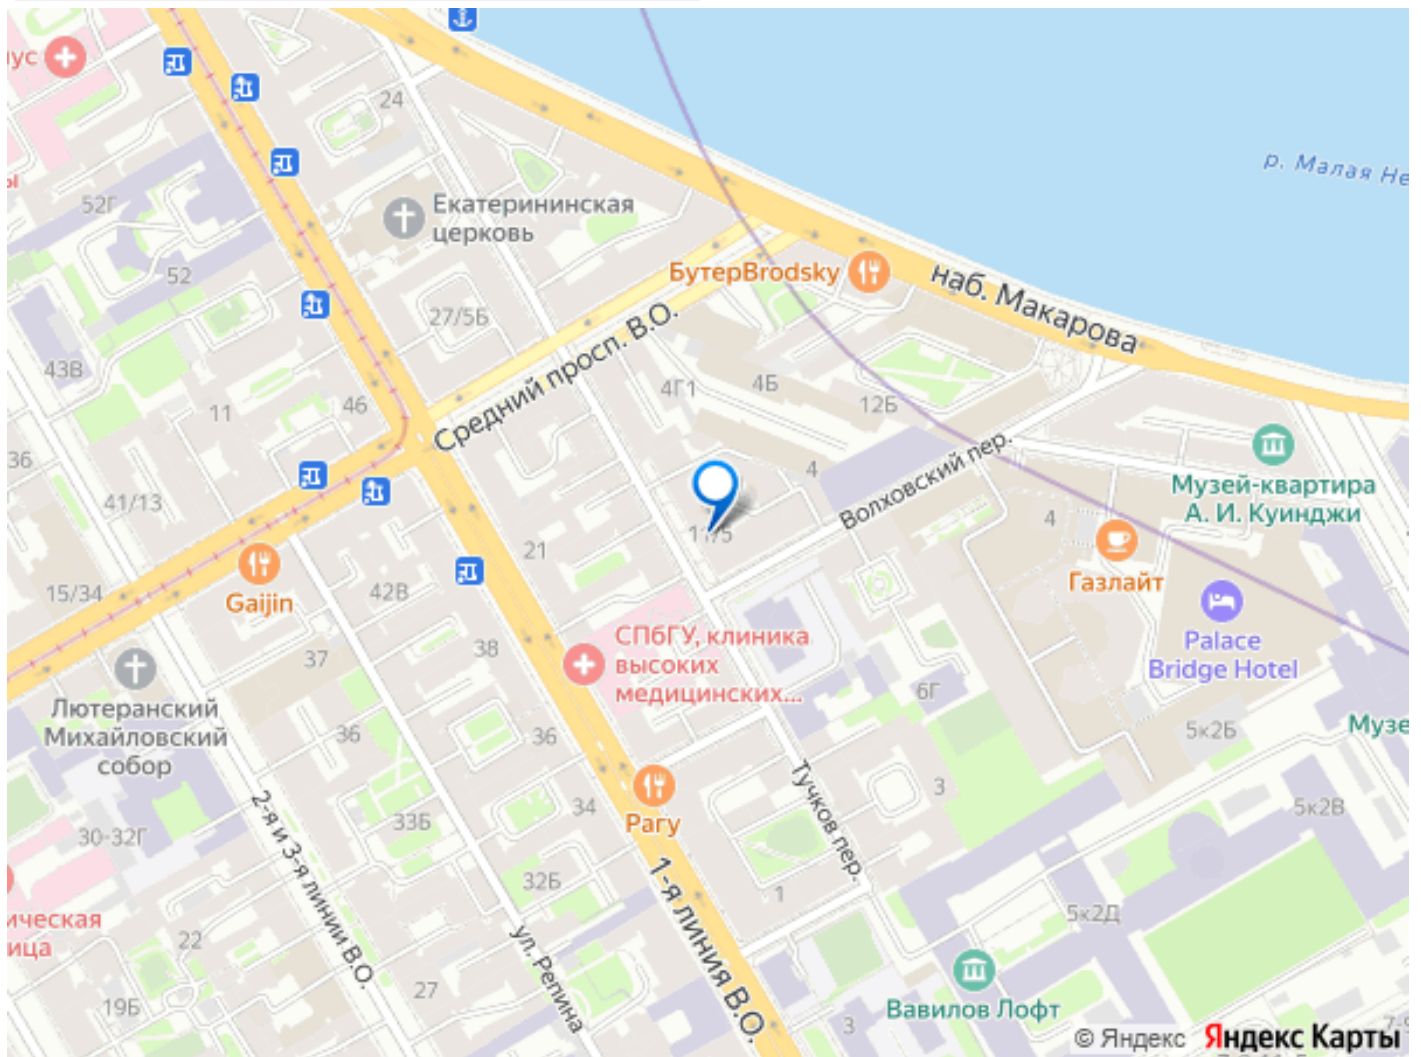 ус
24
ы
52Г
Екатерининская
церковь
р. Малая Не
52
БутерBrodsky
наб. Макарова
27/5Б
Средний просп. В.О.
43В
11
46
4Г1
4Б
12Б
36
41/13
4
Волховский пер.
Музей-квартира
А. И. Куинджи
11/5
21
4
Газлайт
15/34
Gaijin
42В
38
37
СПбГУ, клиника
высоких
медицинских...
Palace
Bridge Hotel
6Г
Лютеранский
Михайловский
собор
36
36
5к2Б
Музе
2-я и 3-я линии В.О.
30-32Г
33Б
34
Рагу
Тучков пер.
3
5к2В
32Б
1-я линия В.О.
1
5к2Д
ическая
ица
22
ул. Репина
27
19Б
Вавилов Лофт
3
© Яндекс Яндекс Карты